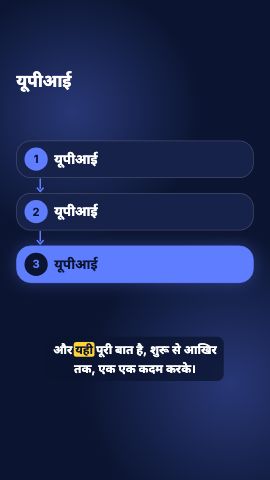 यूपीआई
1 यूपीआई
2 यूपीआई
3 यूपीआई
और यही पूरी बात है, शुरू से आखिर
तक, एक एक कदम करके।